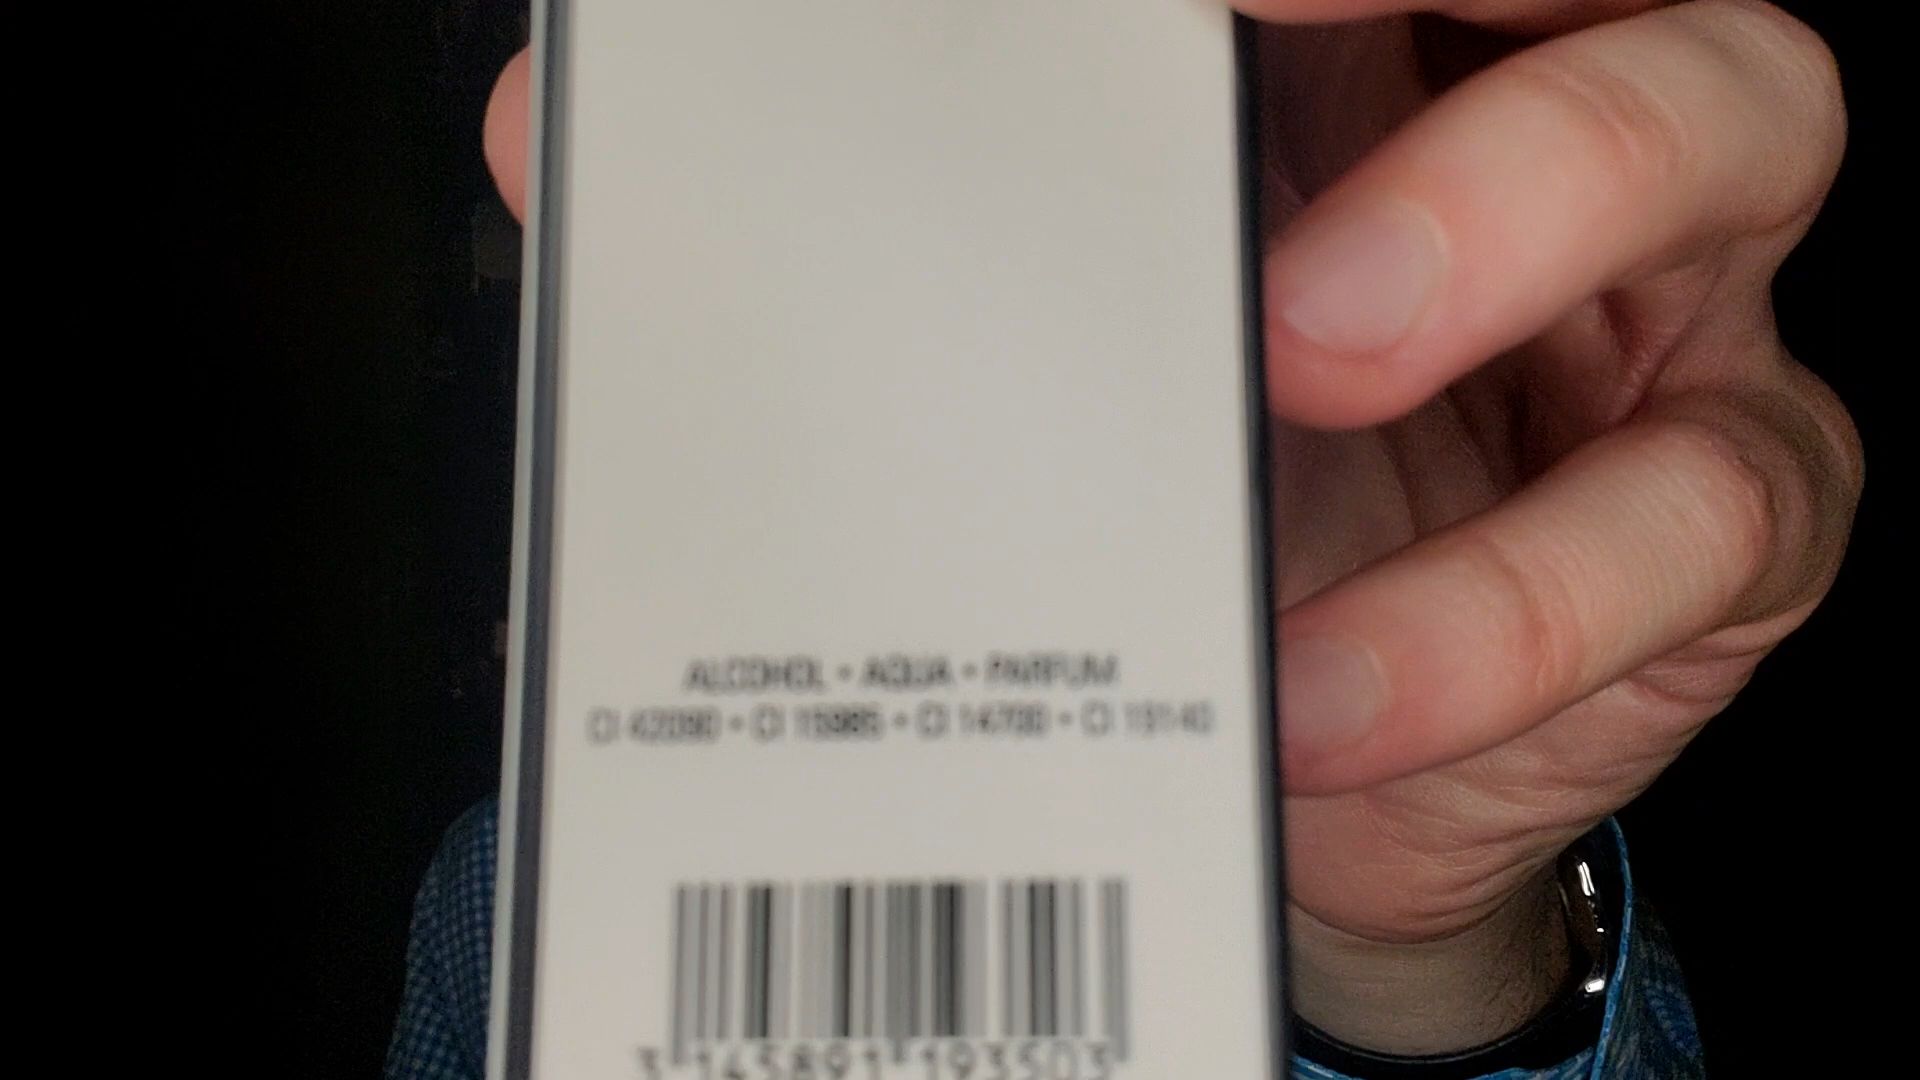 ALCOHOL • AQUA • PARFUM
CI 42090 • CI 15985 • CI 14700 • CI 19140
3 145891 193503